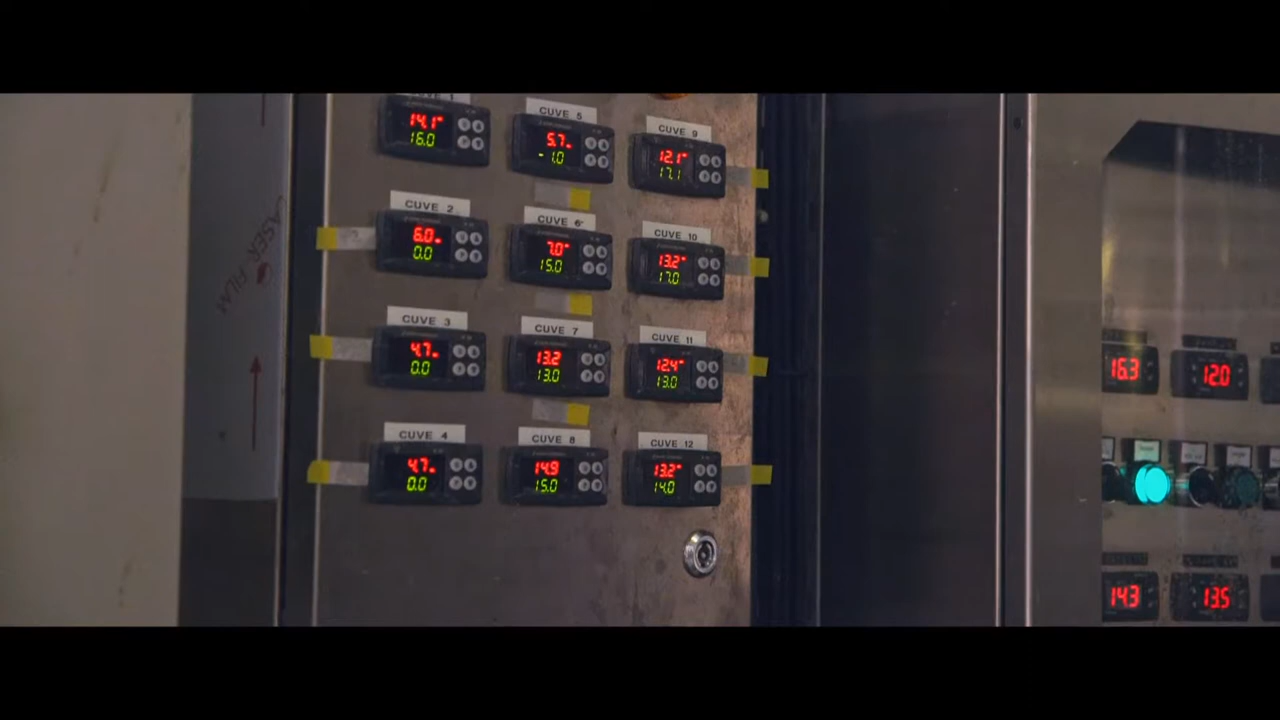 14.1
16.0
CUVE 5
5.7
-1.0
CUVE 9
12.1
17.1
CUVE 2
6.0
0.0
CUVE 6
7.0
15.0
CUVE 10
13.2
17.0
CUVE 3
4.7
0.0
CUVE 7
13.2
13.0
CUVE 11
12.4
13.0
CUVE 4
4.7
0.0
CUVE 8
14.9
15.0
CUVE 12
13.2
14.0
LASER FILM
16.3
12.0
14.3
13.5